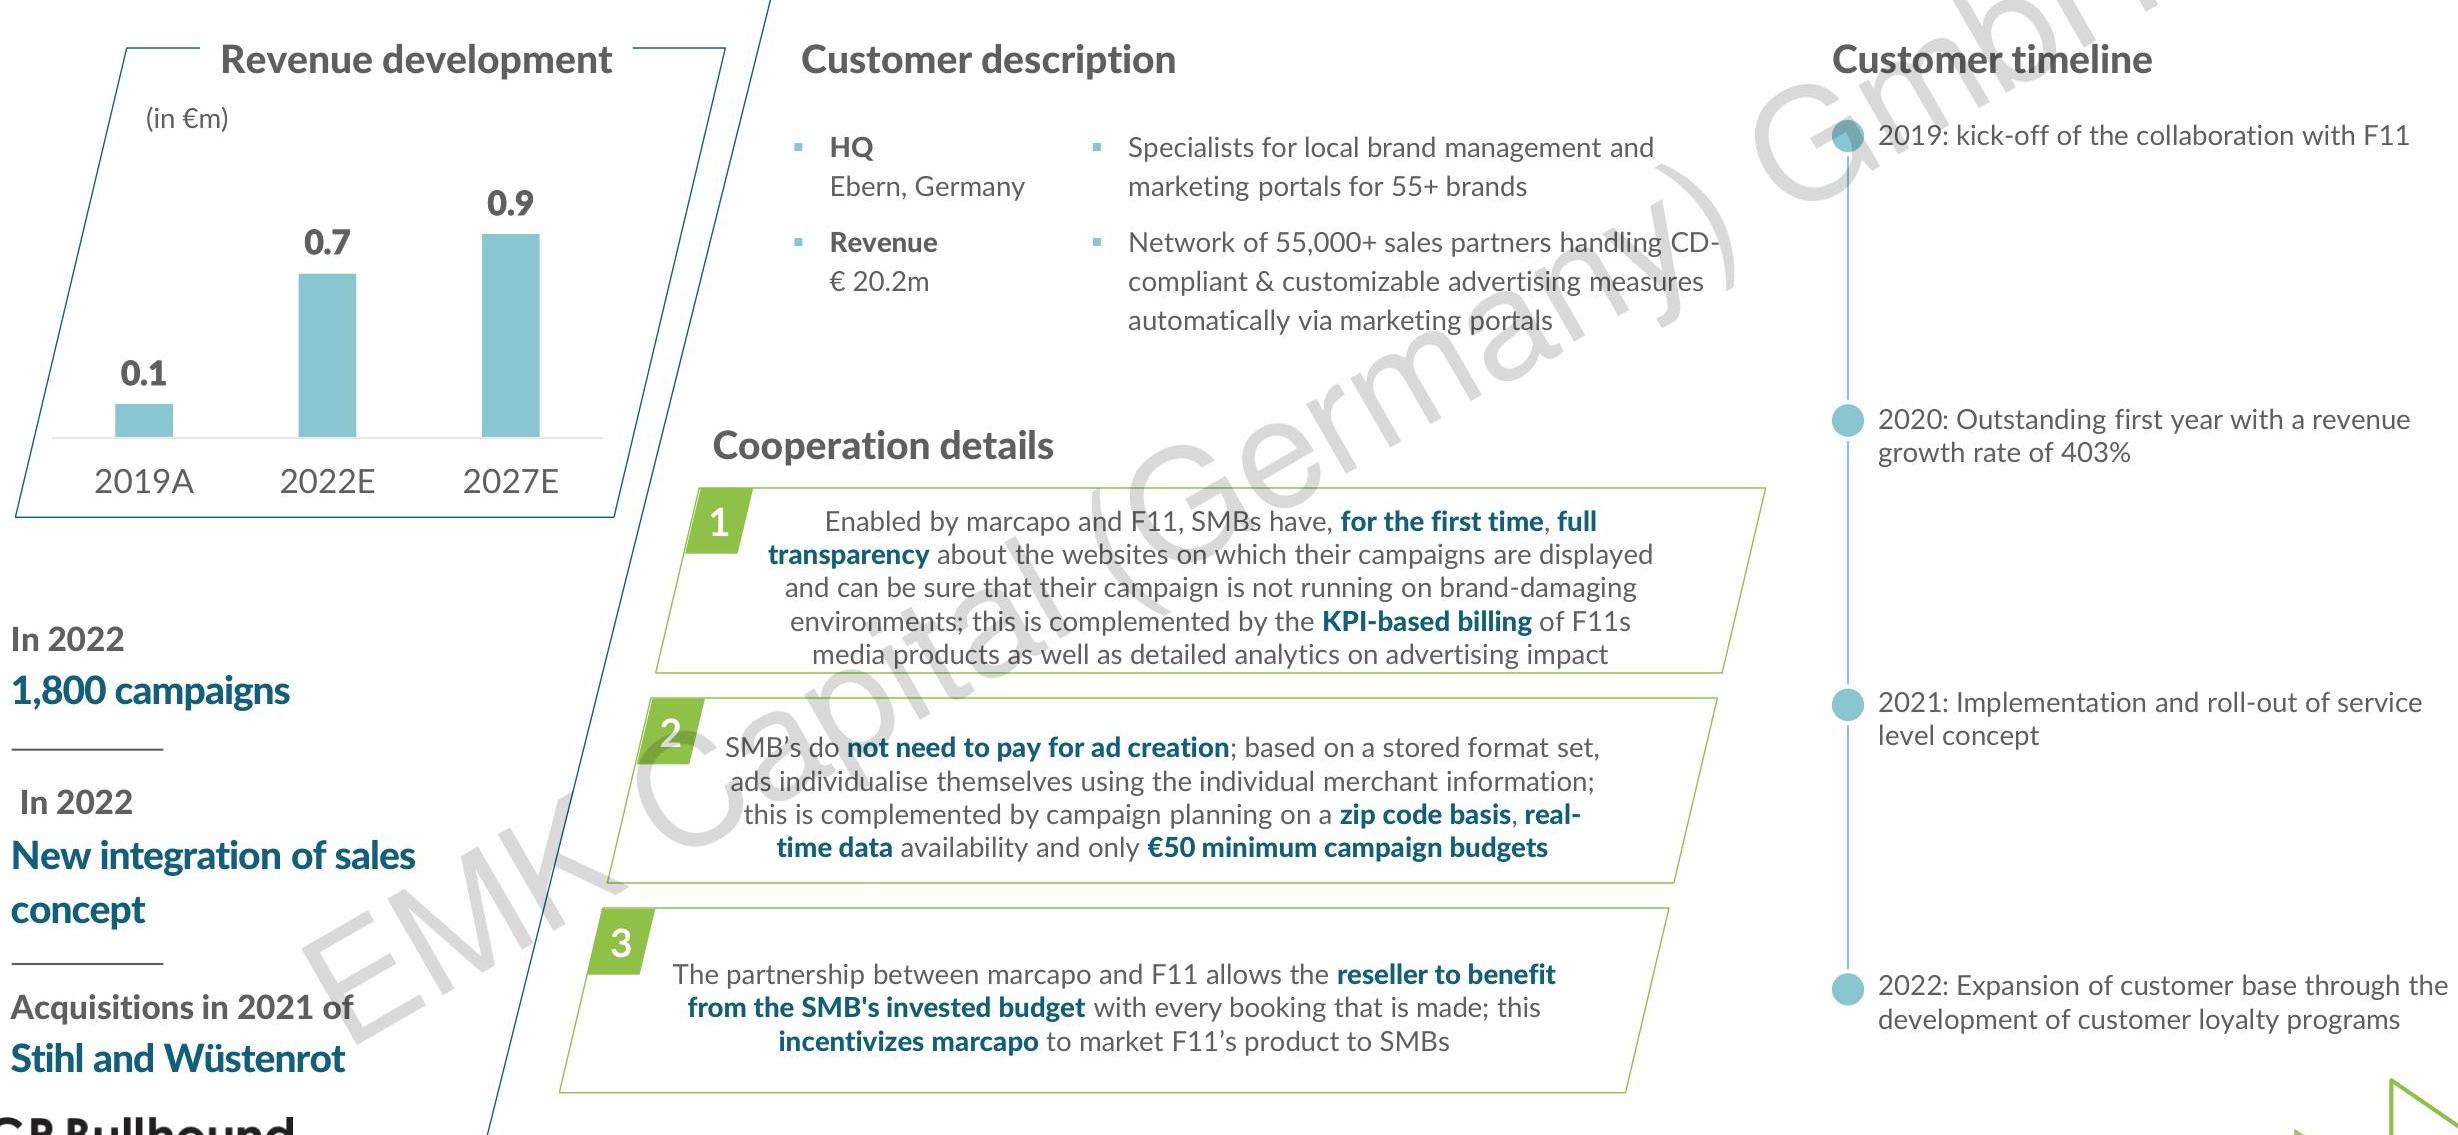 Revenue development
(in €m)
0.1
0.7
0.9
2019A
2022E
2027E
In 2022
1,800 campaigns
In 2022
New integration of sales
concept
Acquisitions in 2021 of
Stihl and Wüstenrot
Customer description
HQ
Ebern, Germany
Revenue
€ 20.2m
Specialists for local brand management and
marketing portals for 55+ brands
Network of 55,000+ sales partners handling CD-
compliant & customizable advertising measures
automatically via marketing portals
Cooperation details
1
Enabled by marcapo and F11, SMBs have, for the first time, full
transparency about the websites on which their campaigns are displayed
and can be sure that their campaign is not running on brand-damaging
environments; this is complemented by the KPI-based billing of F11s
media products as well as detailed analytics on advertising impact
2
SMB’s do not need to pay for ad creation; based on a stored format set,
ads individualise themselves using the individual merchant information;
this is complemented by campaign planning on a zip code basis, real-
time data availability and only €50 minimum campaign budgets
3
The partnership between marcapo and F11 allows the reseller to benefit
from the SMB's invested budget with every booking that is made; this
incentivizes marcapo to market F11’s product to SMBs
Customer timeline
2019: kick-off of the collaboration with F11
2020: Outstanding first year with a revenue
growth rate of 403%
2021: Implementation and roll-out of service
level concept
2022: Expansion of customer base through the
development of customer loyalty programs
EMK Capital (Germany) GmbH
Bullhound